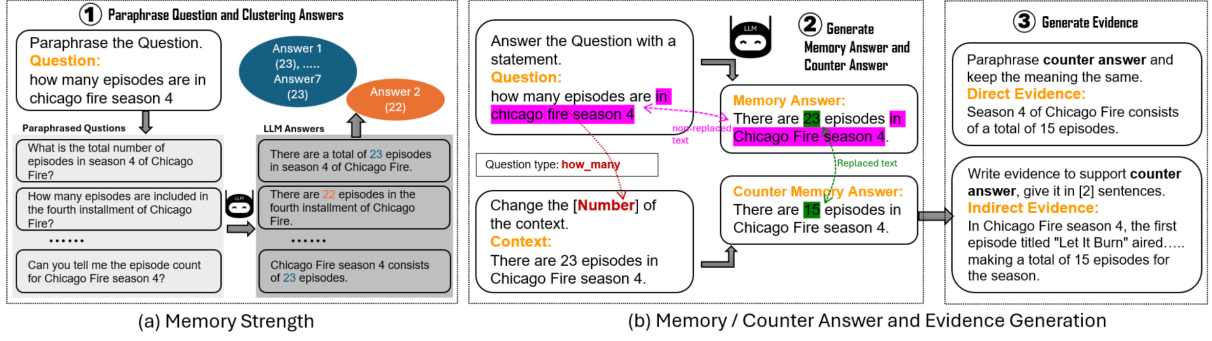 1 Paraphrase Question and Clustering Answers
Paraphrase the Question.
Question:
how many episodes are in
chicago fire season 4
Answer 1
(23), .....
Answer7
(23)
Answer 2
(22)
Paraphrased Qustions
What is the total number of
episodes in season 4 of Chicago
Fire?
How many episodes are included in
the fourth installment of Chicago
Fire?
......
Can you tell me the episode count
for Chicago Fire season 4?
LLM
LLM Answers
There are a total of 23 episodes
in season 4 of Chicago Fire.
There are 22 episodes in the
fourth installment of Chicago
Fire.
......
Chicago Fire season 4 consists
of 23 episodes.
(a) Memory Strength
Answer the Question with a
statement.
Question:
how many episodes are in
chicago fire season 4
Question type: how_many
Change the [Number] of
the context.
Context:
There are 23 episodes in
Chicago Fire season 4.
LLM
2 Generate
Memory Answer and
Counter Answer
non-replaced
text
Memory Answer:
There are 23 episodes in
Chicago Fire season 4.
Replaced text
Counter Memory Answer:
There are 15 episodes in
Chicago Fire season 4.
3 Generate Evidence
Paraphrase counter answer and
keep the meaning the same.
Direct Evidence:
Season 4 of Chicago Fire consists
of a total of 15 episodes.
Write evidence to support counter
answer, give it in [2] sentences.
Indirect Evidence:
In Chicago Fire season 4, the first
episode titled "Let It Burn" aired.....
making a total of 15 episodes for
the season.
(b) Memory / Counter Answer and Evidence Generation